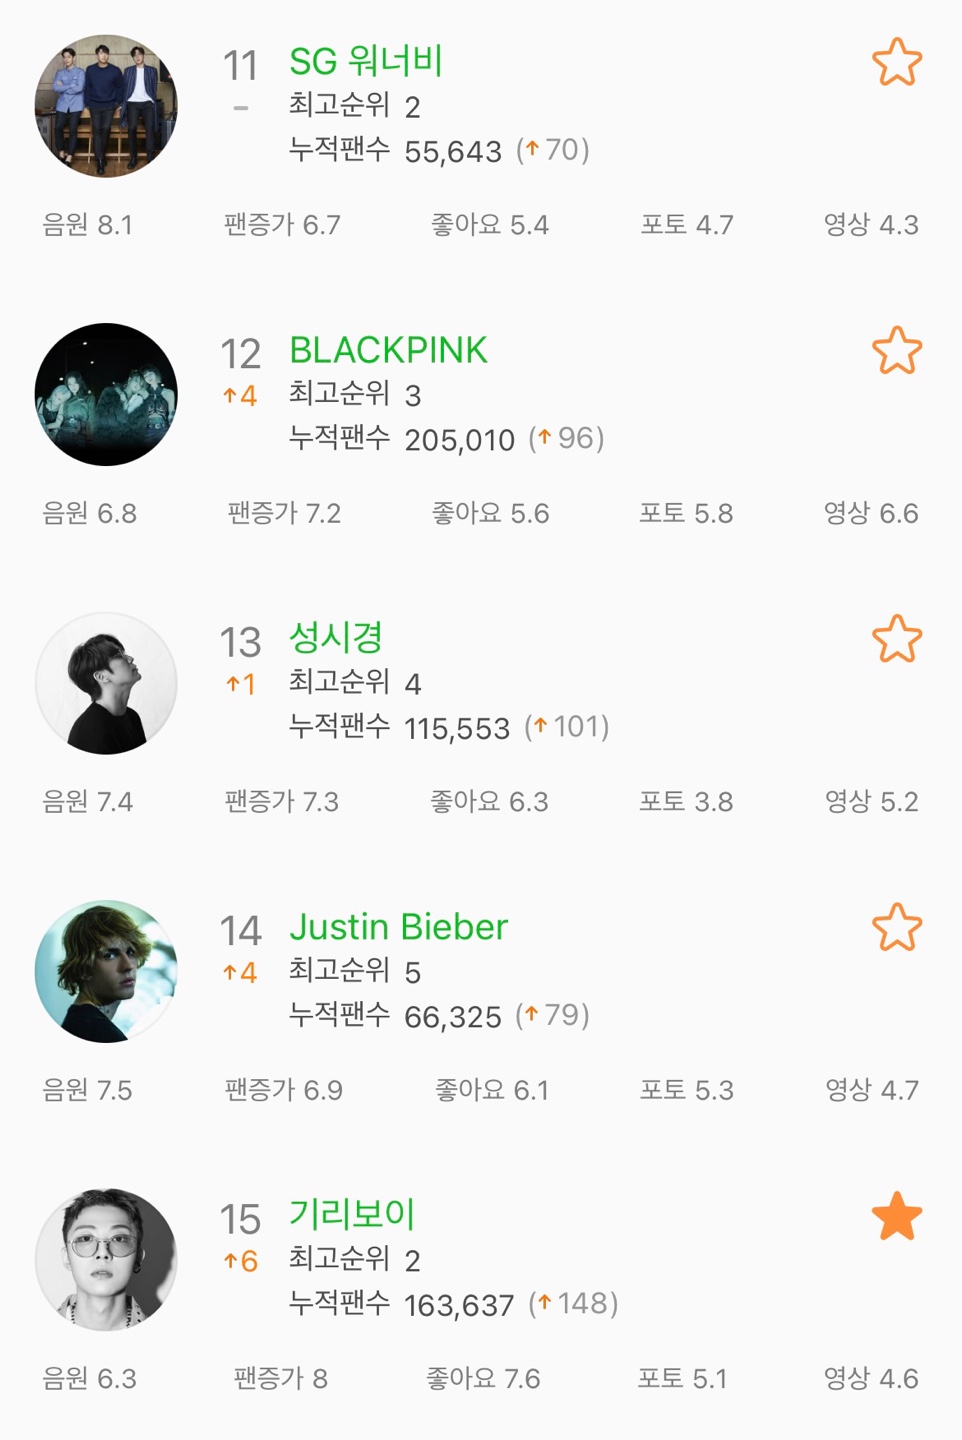 11 SG 워너비
– 최고순위 2
누적팬수 55,643 (↑70)
음원 8.1 팬증가 6.7 좋아요 5.4 포토 4.7 영상 4.3
12 BLACKPINK
↑4 최고순위 3
누적팬수 205,010 (↑96)
음원 6.8 팬증가 7.2 좋아요 5.6 포토 5.8 영상 6.6
13 성시경
↑1 최고순위 4
누적팬수 115,553 (↑101)
음원 7.4 팬증가 7.3 좋아요 6.3 포토 3.8 영상 5.2
14 Justin Bieber
↑4 최고순위 5
누적팬수 66,325 (↑79)
음원 7.5 팬증가 6.9 좋아요 6.1 포토 5.3 영상 4.7
15 기리보이
↑6 최고순위 2
누적팬수 163,637 (↑148)
음원 6.3 팬증가 8 좋아요 7.6 포토 5.1 영상 4.6